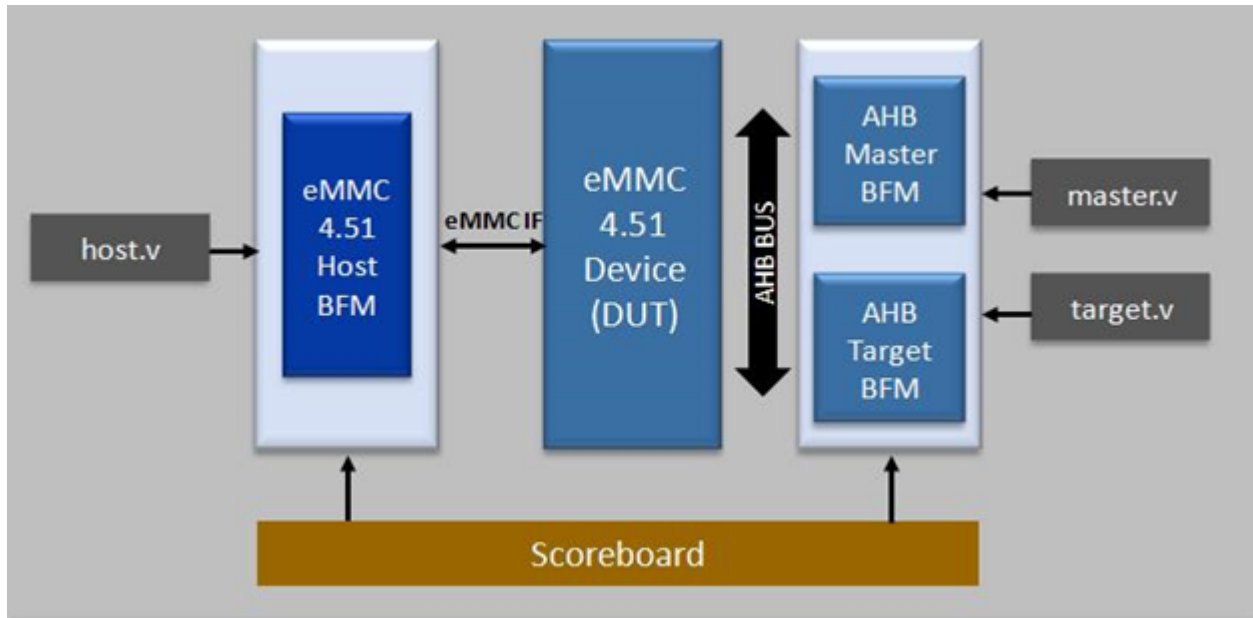 host.v
eMMC
4.51
Host
BFM
eMMC IF
eMMC
4.51
Device
(DUT)
AHB BUS
AHB
Master
BFM
AHB
Target
BFM
master.v
target.v
Scoreboard